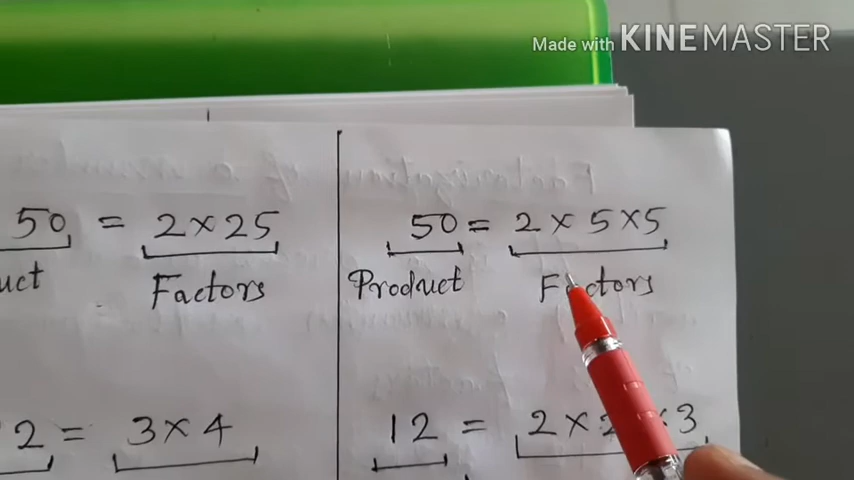 Made with KINEMASTER
50 = 2 × 25
Factors
50 = 2 × 5 × 5
Product Factors
2 = 3 × 4
12 = 2 × 2 × 3